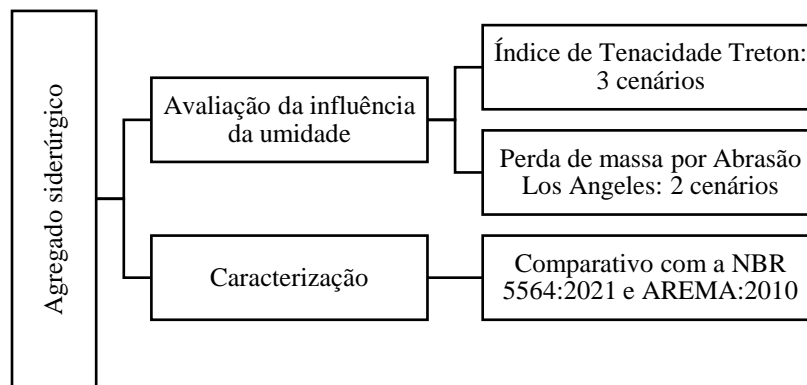 Agregado siderúrgico
Avaliação da influência
da umidade
Índice de Tenacidade Treton:
3 cenários
Perda de massa por Abrasão
Los Angeles: 2 cenários
Caracterização
Comparativo com a NBR
5564:2021 e AREMA:2010